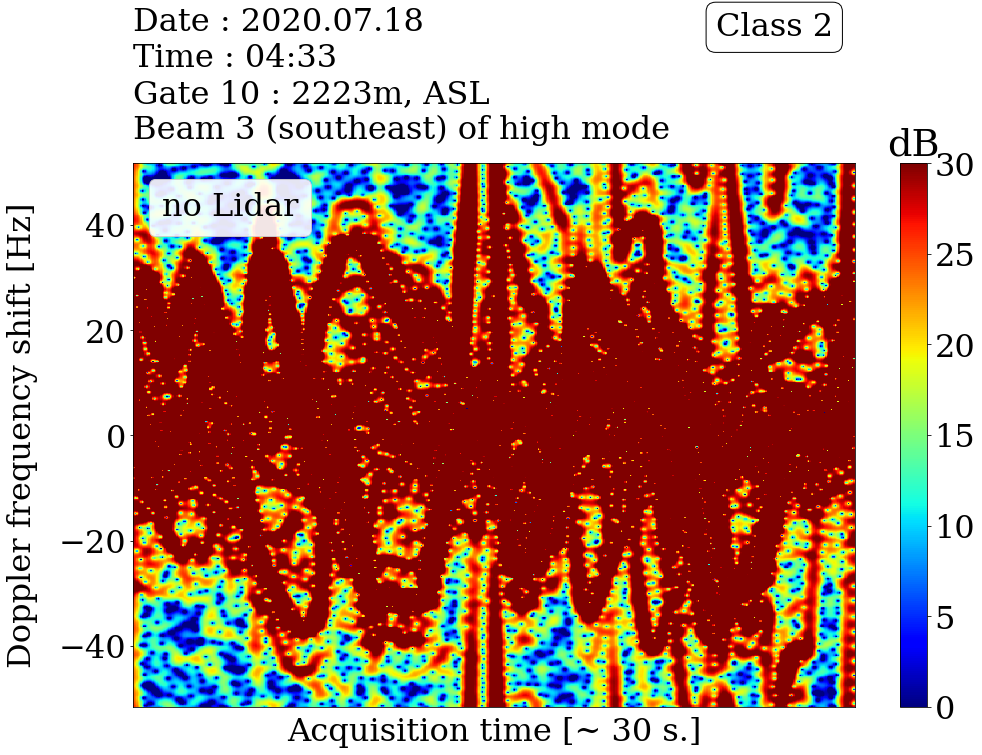 Date : 2020.07.18
Class 2
Time : 04:33
Gate 10 : 2223m, ASL
Beam 3 (southeast) of high mode
dB
no Lidar
Doppler frequency shift [Hz]
40
20
0
−20
−40
30
25
20
15
10
5
0
Acquisition time [~ 30 s.]